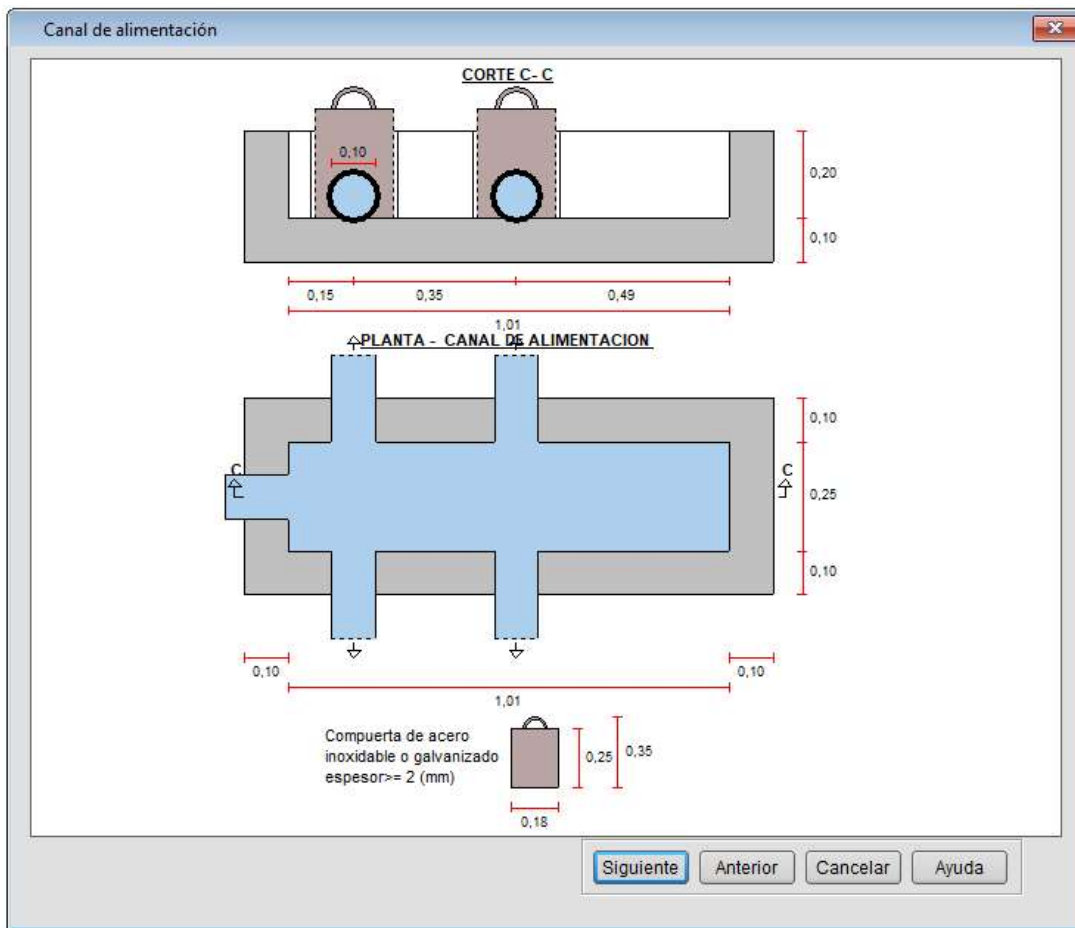 Canal de alimentación
CORTE C- C
0,10
0,20
0,10
0,15
0,35
0,49
1,01
PLANTA - CANAL DE ALIMENTACION
0,10
C
C
0,25
0,10
0,10
0,10
1,01
Compuerta de acero
inoxidable o galvanizado
espesor>= 2 (mm)
0,25
0,35
0,18
Siguiente
Anterior
Cancelar
Ayuda